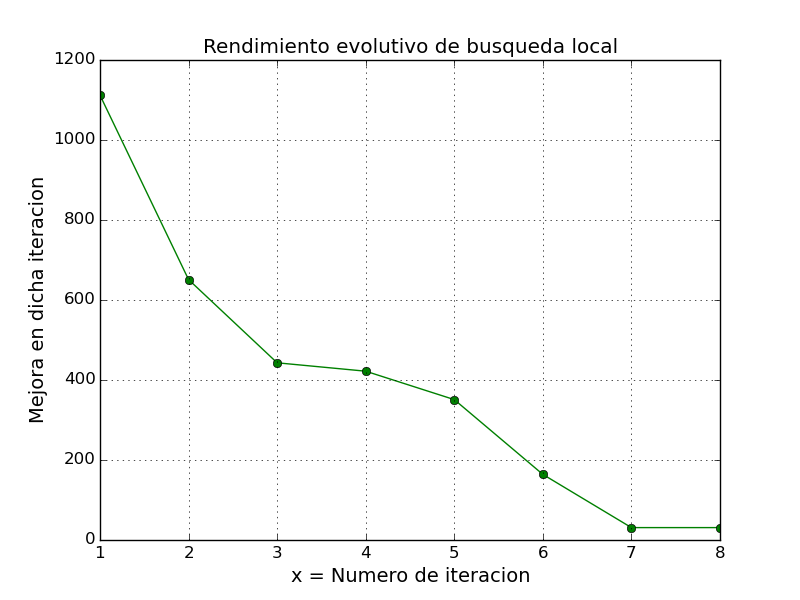 Rendimiento evolutivo de busqueda local
1200
1000
800
600
400
200
0
Mejora en dicha iteracion
1 2 3 4 5 6 7 8
x = Numero de iteracion